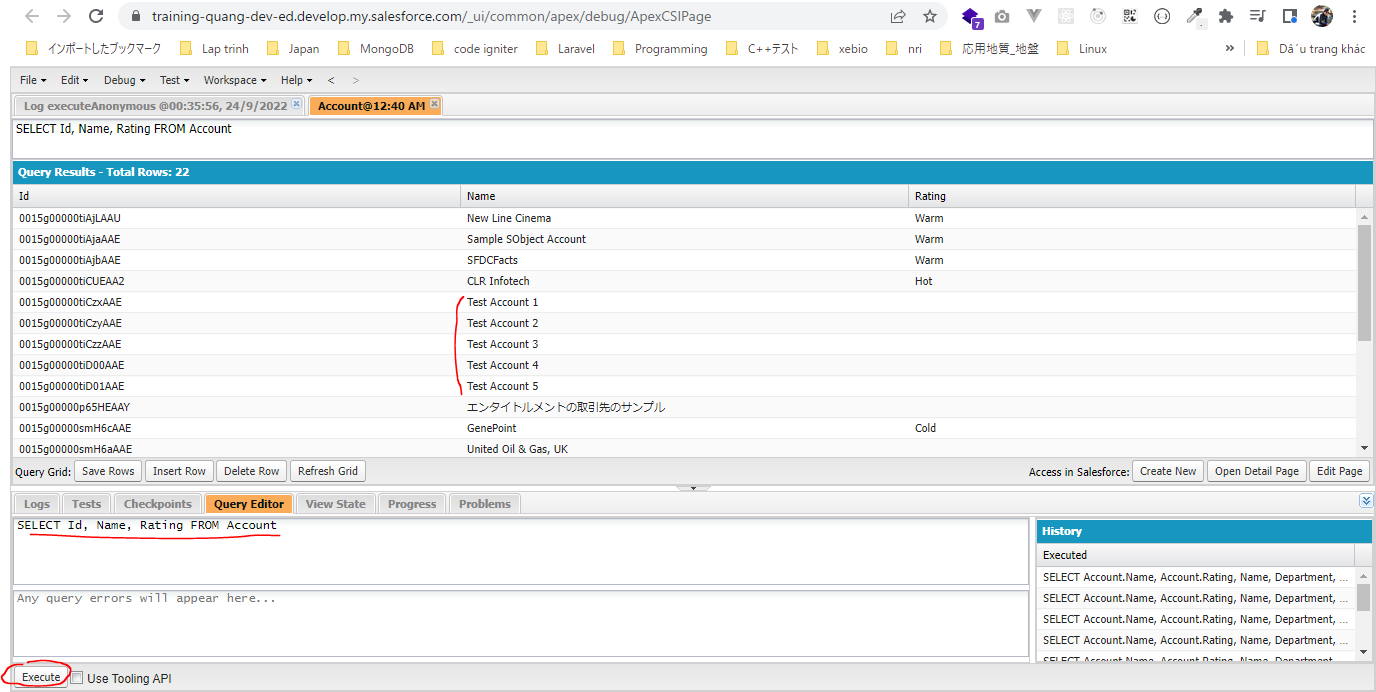 training-quang-dev-ed.develop.my.salesforce.com/_ui/common/apex/debug/ApexCSIPage
7
インポートしたブックマーク Lap trinh Japan MongoDB code igniter Laravel Programming C++テスト xebio nri 応用地質_地盤 Linux » Dấu trang khác
File Edit Debug Test Workspace Help < >
Log executeAnonymous @00:35:56, 24/9/2022 Account@12:40 AM
SELECT Id, Name, Rating FROM Account
Query Results - Total Rows: 22
Id Name Rating
0015g00000tiAjLAAU New Line Cinema Warm
0015g00000tiAjaAAE Sample SObject Account Warm
0015g00000tiAjbAAE SFDCFacts Warm
0015g00000tiCUEAA2 CLR Infotech Hot
0015g00000tiCzxAAE Test Account 1
0015g00000tiCzyAAE Test Account 2
0015g00000tiCzzAAE Test Account 3
0015g00000tiD00AAE Test Account 4
0015g00000tiD01AAE Test Account 5
0015g00000p65HEAAY エンタイトルメントの取引先のサンプル
0015g00000smH6cAAE GenePoint Cold
0015g00000smH6aAAE United Oil & Gas, UK
Query Grid: Save Rows Insert Row Delete Row Refresh Grid Access in Salesforce: Create New Open Detail Page Edit Page
Logs Tests Checkpoints Query Editor View State Progress Problems
SELECT Id, Name, Rating FROM Account
Any query errors will appear here...
History
Executed
SELECT Account.Name, Account.Rating, Name, Department, ...
SELECT Account.Name, Account.Rating, Name, Department, ...
SELECT Account.Name, Account.Rating, Name, Department, ...
SELECT Account.Name, Account.Rating, Name, Department, ...
SELECT Account.Name, Account.Rating, Name, Department, ...
Execute Use Tooling API